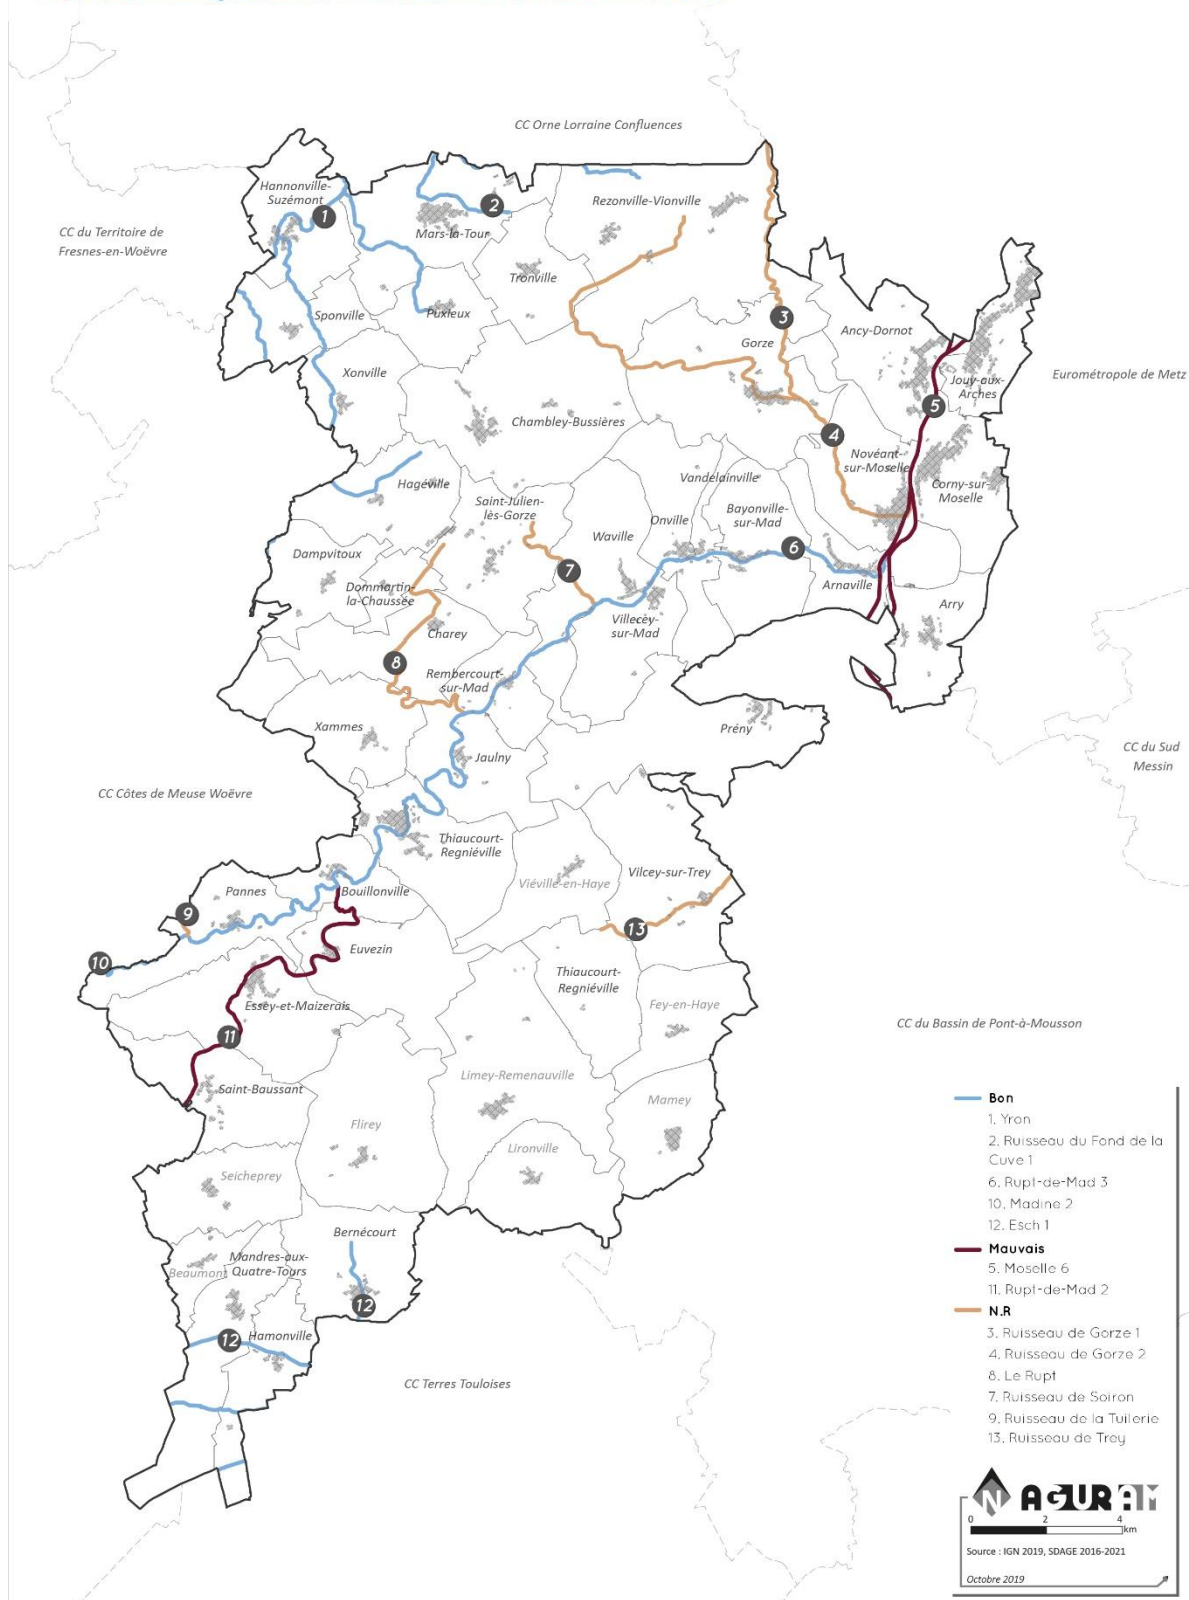 CC Orne Lorraine Confluences
Hannonville-
Suzémont
1
2
Mars-la-Tour
Rezonville-Vionville
CC du Territoire de
Fresnes-en-Woëvre
Tronville
Sponville
Puxieux
3
Gorze
Ancy-Dornot
Xonville
Jouy-aux-
Arches
Eurométropole de Metz
5
Chambley-Bussières
4
Novéant-
sur-Moselle
Corny-sur-
Moselle
Hagéville
Saint-Julien-
lès-Gorze
Vandelainville
Bayonville-
sur-Mad
Onville
Waville
6
Dampvitoux
7
Dommartin-
la-Chaussée
Arnaville
Arry
Charey
Villecey-
sur-Mad
8
Rembercourt-
sur-Mad
Xammes
Prény
Jaulny
CC du Sud
Messin
CC Côtes de Meuse Woëvre
Thiaucourt-
Regniéville
Viéville-en-Haye
Vilcey-sur-Trey
Pannes
Bouillonville
9
13
Euvezin
10
Thiaucourt-
Regniéville
Essey-et-Maizerais
Fey-en-Haye
11
CC du Bassin de Pont-à-Mousson
Limey-Remenauville
Saint-Baussant
Mamey
Flirey
Lironville
Seicheprey
Bernécourt
Mandres-aux-
Quatre-Tours
Beaumont
12
12
Hamonville
CC Terres Touloises
Bon
1. Yron
2. Ruisseau du Fond de la
Cuve 1
6. Rupt-de-Mad 3
10. Madine 2
12. Esch 1
Mauvais
5. Moselle 6
11. Rupt-de-Mad 2
N.R
3. Ruisseau de Gorze 1
4. Ruisseau de Gorze 2
8. Le Rupt
7. Ruisseau de Soiron
9. Ruisseau de la Tuilerie
13. Ruisseau de Trey
N AGURAM
0 2 4
km
Source : IGN 2019, SDAGE 2016-2021
Octobre 2019